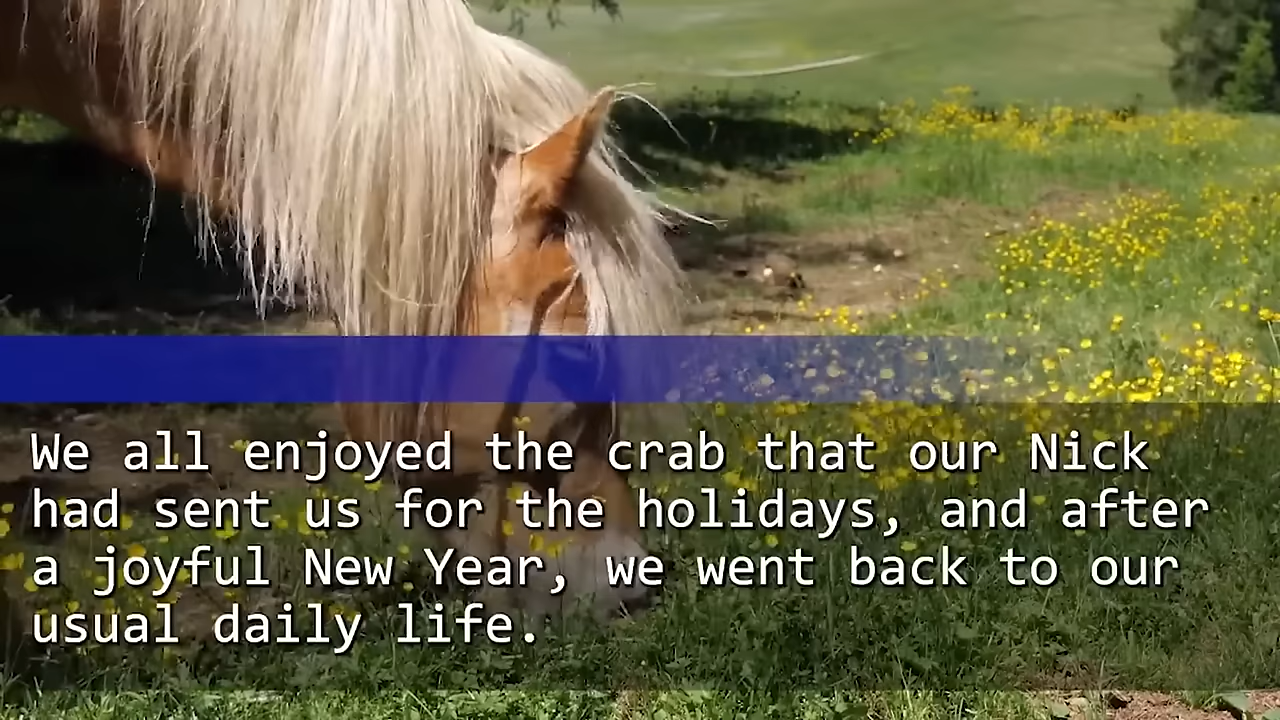 We all enjoyed the crab that our Nick
had sent us for the holidays, and after
a joyful New Year, we went back to our
usual daily life.